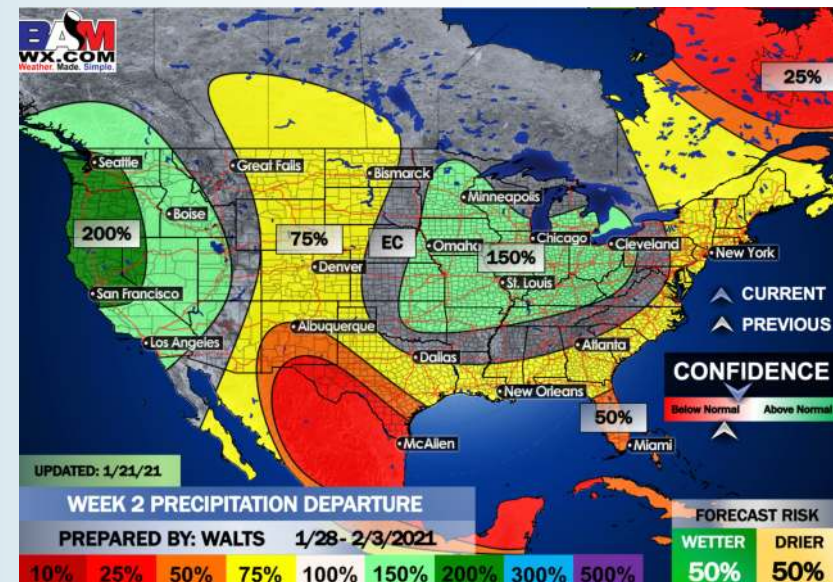 BAM
WX.COM
Weather. Made. Simple.
25%
Seattle
Great Falls
Bismarck
Minneapolis
Boise
200%
75%
EC
Omaha
150%
Chicago
Cleveland
New York
Denver
St. Louis
San Francisco
CURRENT
PREVIOUS
Los Angeles
Albuquerque
Dallas
Atlanta
CONFIDENCE
Below Normal Above Normal
New Orleans
50%
McAllen
Miami
UPDATED: 1/21/21
WEEK 2 PRECIPITATION DEPARTURE
PREPARED BY: WALTS 1/28- 2/3/2021
FORECAST RISK
WETTER DRIER
50% 50%
10% 25% 50% 75% 100% 150% 200% 300% 500%